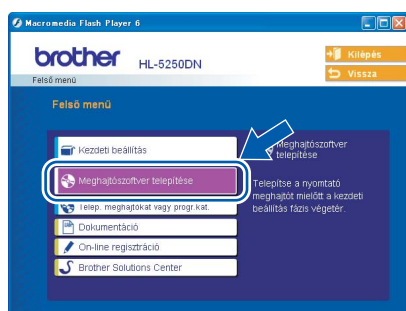 Macromedia Flash Player 6
brother HL-5250DN
Kilépés
Vissza
Felső menü
Felső menü
Kezdeti beállítás
Meghajtószoftver telepítése
Telep. meghajtókat vagy progr.kat.
Dokumentáció
On-line regisztráció
Brother Solutions Center
Meghajtószoftver
telepítése
Telepítse a nyomtató
meghajtót mielőtt a kezdeti
beállítás fázis végetér.